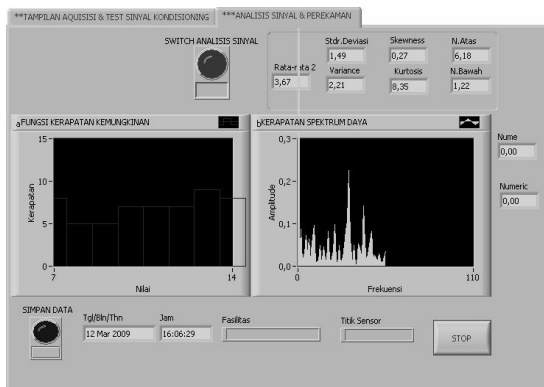 **TAMPILAN AQUISISI & TEST SINYAL KONDISIONING
***ANALISIS SINYAL & PEREKAMAN
SWITCH ANALISIS SINYAL
Rata-rata 2
3,67
Stdr.Deviasi
1,49
Skewness
0,27
N.Atas
6,18
Variance
2,21
Kurtosis
8,35
N.Bawah
1,22
a FUNGSI KERAPATAN KEMUNGKINAN
15
10
5
0
Kerapatan
7
14
Nilai
b KERAPATAN SPEKTRUM DAYA
0,3
0,2
0,1
0,0
Amplitude
0
110
Frekuensi
Nume
0,00
Numeric
0,00
SIMPAN DATA
Tgl/Bln/Thn
12 Mar 2009
Jam
16:06:29
Fasilitas
Titik Sensor
STOP